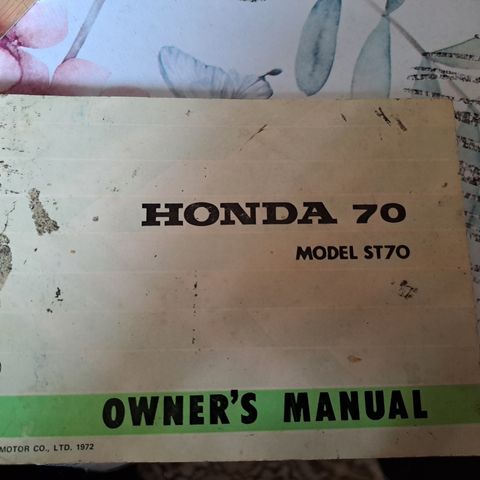 HONDA 70
MODEL ST70
OWNER'S MANUAL
MOTOR CO., LTD. 1972